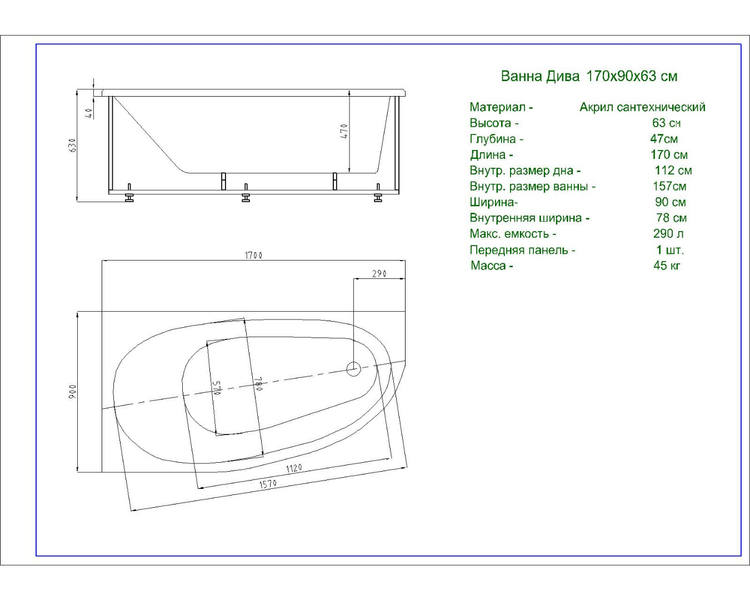 Ванна Дива 170х90х63 см
Материал - Акрил сантехнический
Высота - 63 сн
Глубина - 47см
Длина - 170 см
Внутр. размер дна - 112 см
Внутр. размер ванны - 157см
Ширина- 90 см
Внутренняя ширина - 78 см
Макс. емкость - 290 л
Передняя панель - 1 шт.
Масса - 45 кг
40
630
470
1700
290
900
570
780
1120
1570